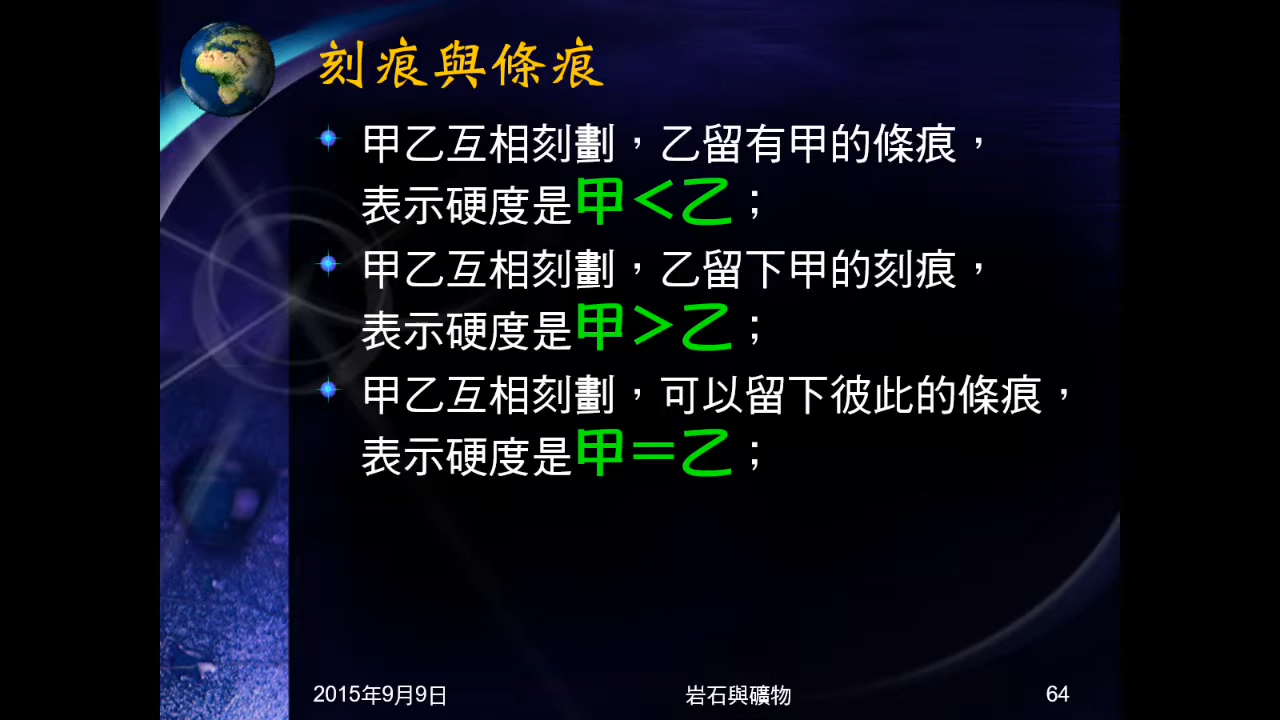 刻痕與條痕
甲乙互相刻劃，乙留有甲的條痕，
表示硬度是甲＜乙；
甲乙互相刻劃，乙留下甲的刻痕，
表示硬度是甲＞乙；
甲乙互相刻劃，可以留下彼此的條痕，
表示硬度是甲＝乙；
2015年9月9日
岩石與礦物
64